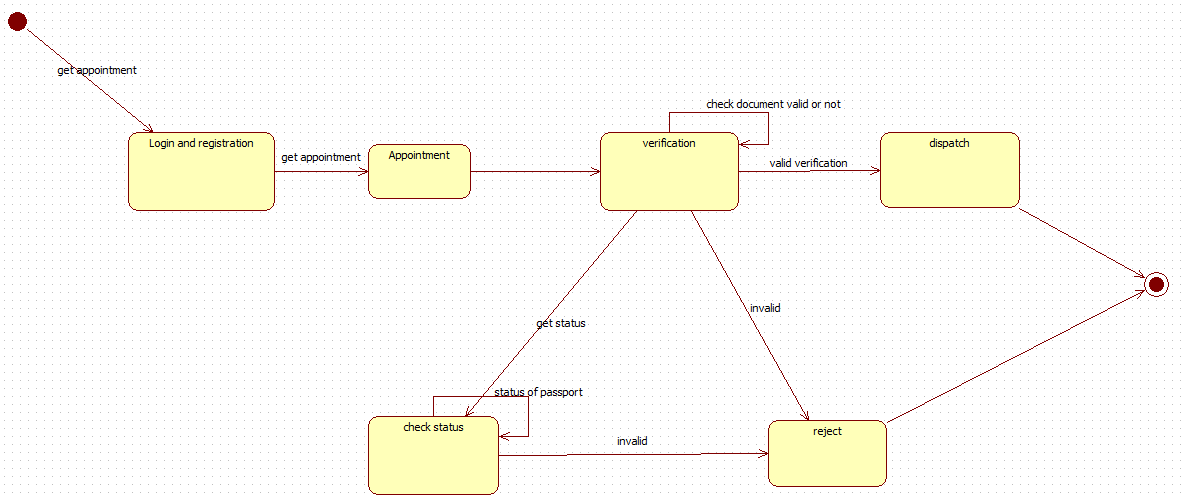 get appointment
check document valid or not
Login and registration
get appointment
Appointment
verification
valid verification
dispatch
get status
invalid
status of passport
check status
invalid
reject